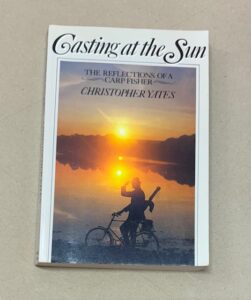 Casting at the Sun
THE REFLECTIONS OF A
CARP FISHER
CHRISTOPHER YATES